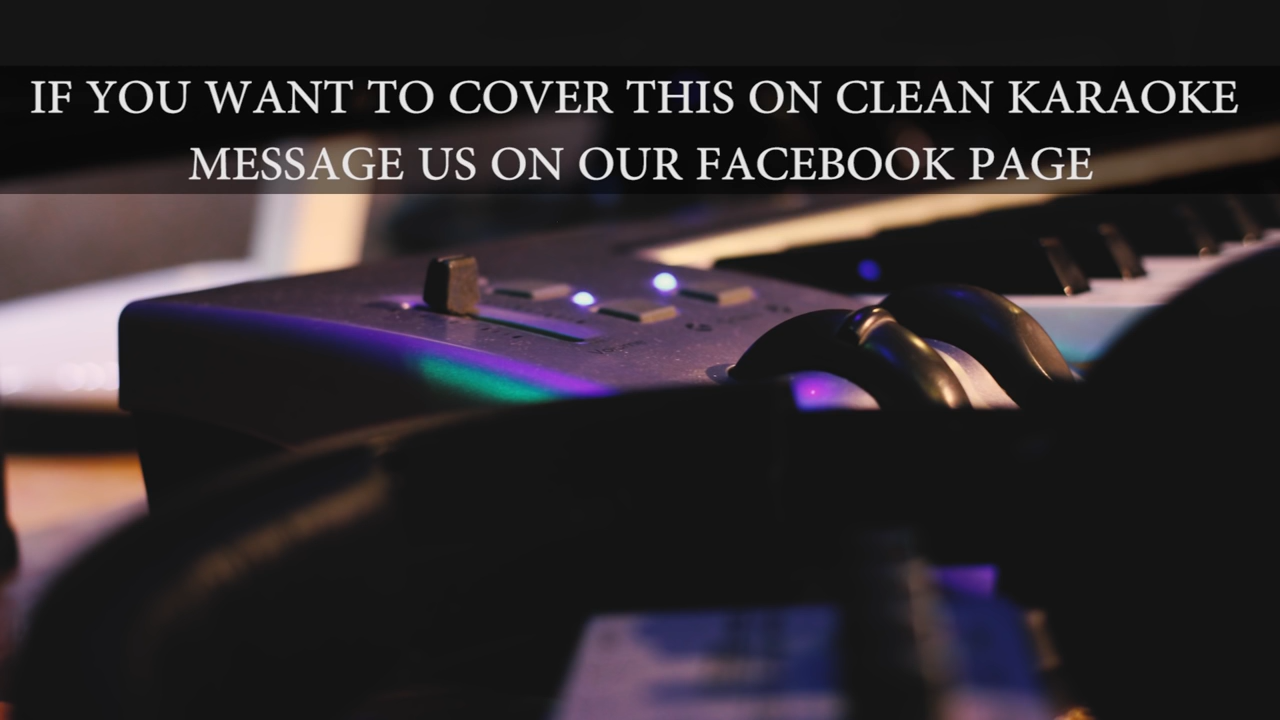 IF YOU WANT TO COVER THIS ON CLEAN KARAOKE
MESSAGE US ON OUR FACEBOOK PAGE